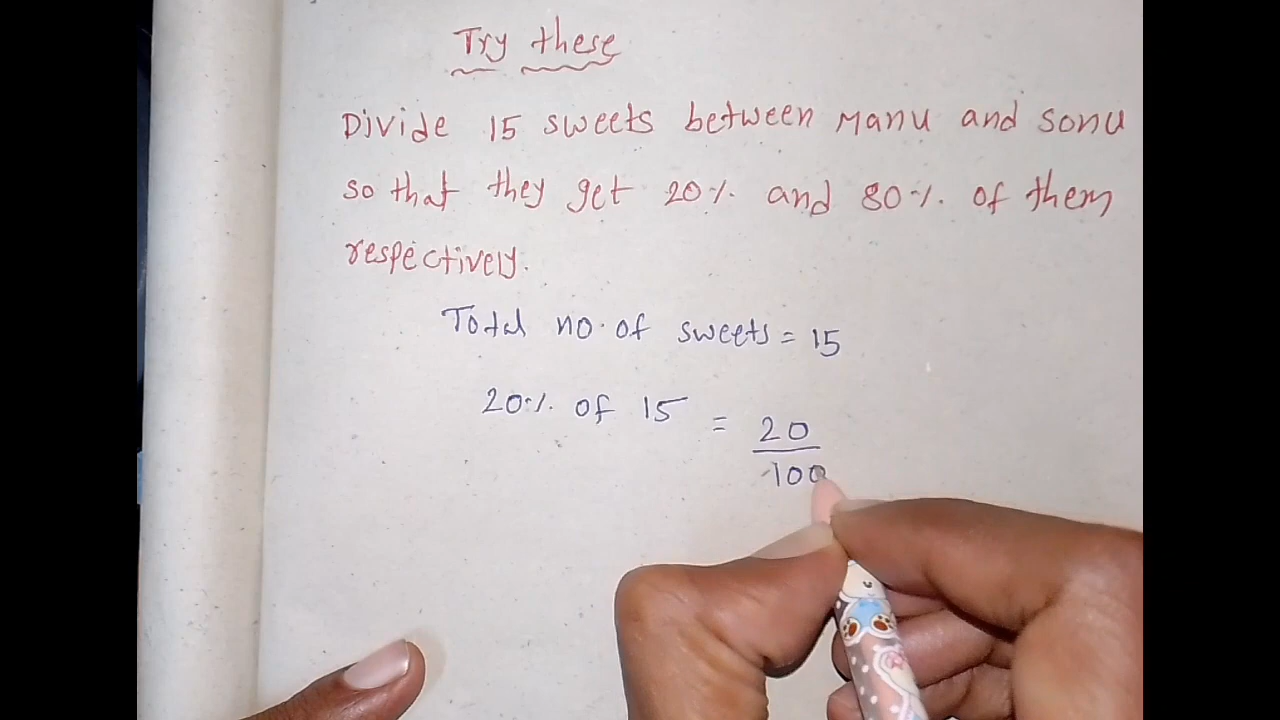 Try these
Divide 15 sweets between Manu and Sonu
so that they get 20% and 80% of them
respectively.
Total no. of sweets = 15
20% of 15 = 20/100